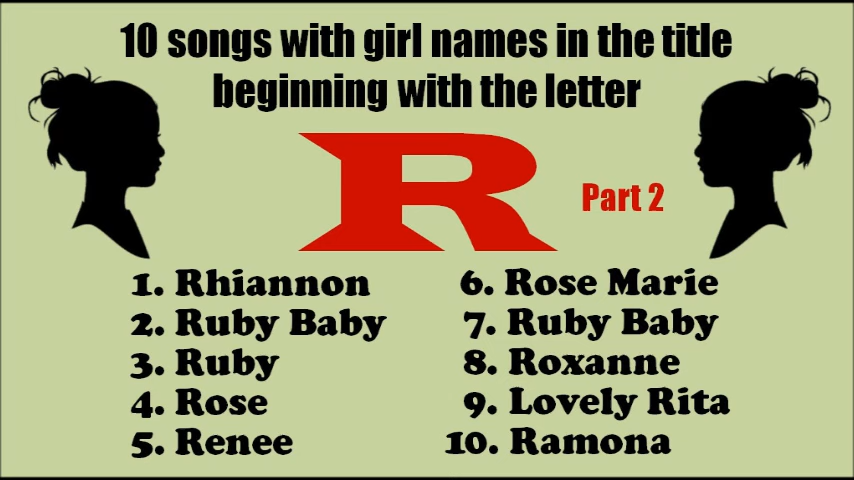 10 songs with girl names in the title
beginning with the letter
R
Part 2
1. Rhiannon
2. Ruby Baby
3. Ruby
4. Rose
5. Renee
6. Rose Marie
7. Ruby Baby
8. Roxanne
9. Lovely Rita
10. Ramona